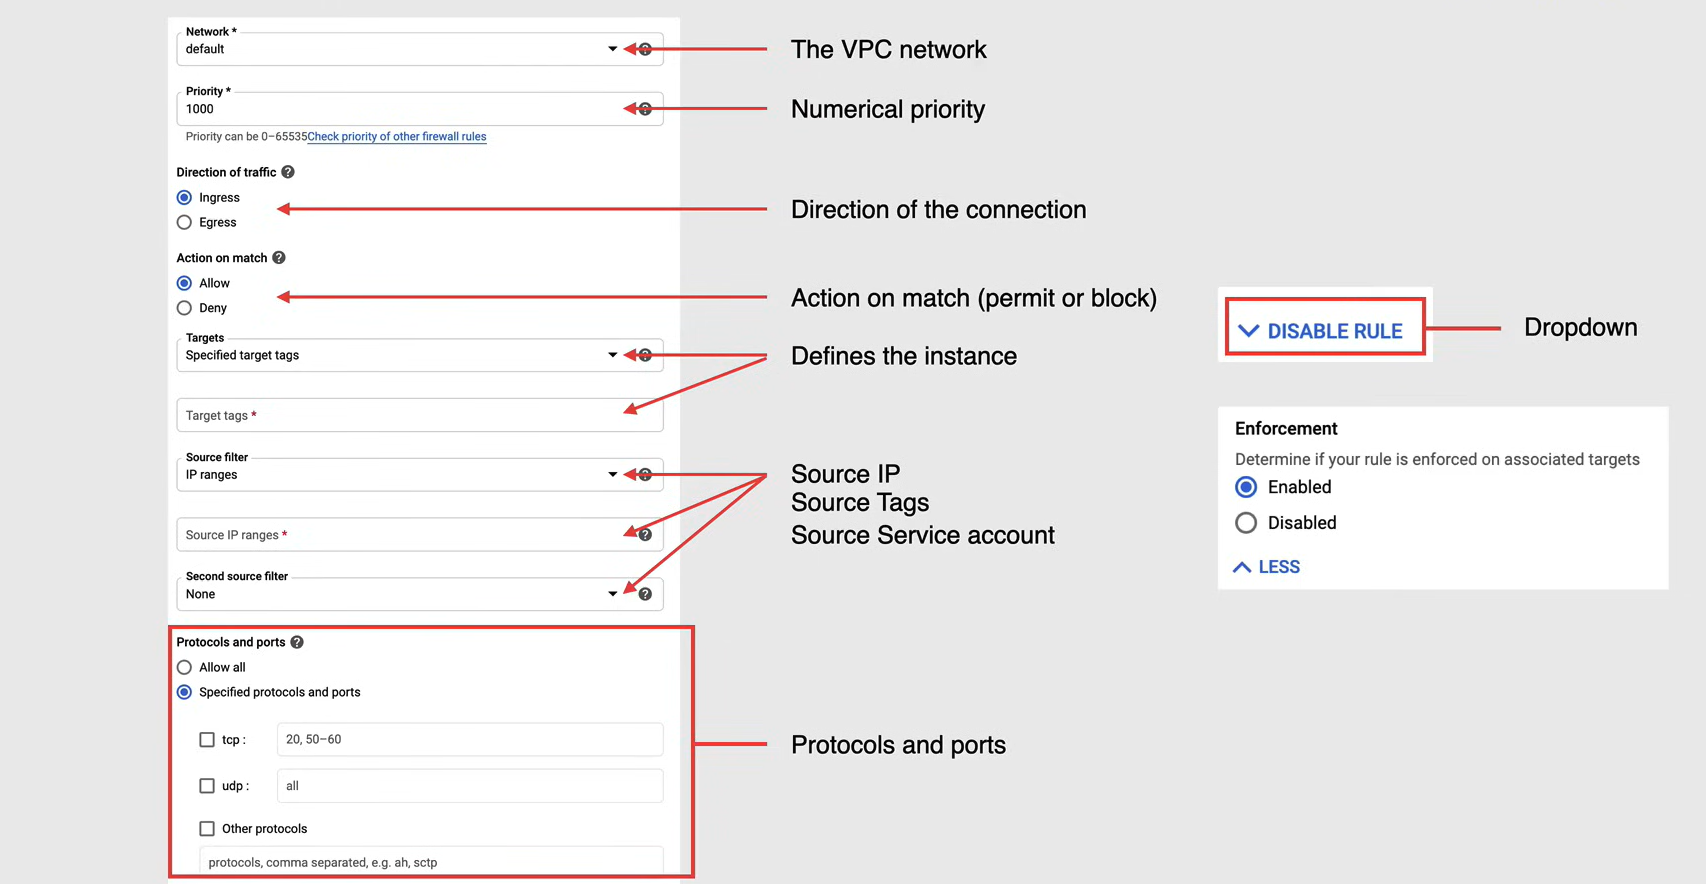 Network *
default
The VPC network
Priority *
1000
Numerical priority
Priority can be 0–65535Check priority of other firewall rules
Direction of traffic ?
Ingress
Egress
Direction of the connection
Action on match ?
Allow
Deny
Action on match (permit or block)
Targets
Specified target tags
Defines the instance
Target tags *
Source filter
IP ranges
Source IP
Source Tags
Source Service account
Source IP ranges *
?
Second source filter
None
?
Protocols and ports ?
Allow all
Specified protocols and ports
tcp :
20, 50–60
udp :
all
Other protocols
protocols, comma separated, e.g. ah, sctp
Protocols and ports
DISABLE RULE
Dropdown
Enforcement
Determine if your rule is enforced on associated targets
Enabled
Disabled
LESS